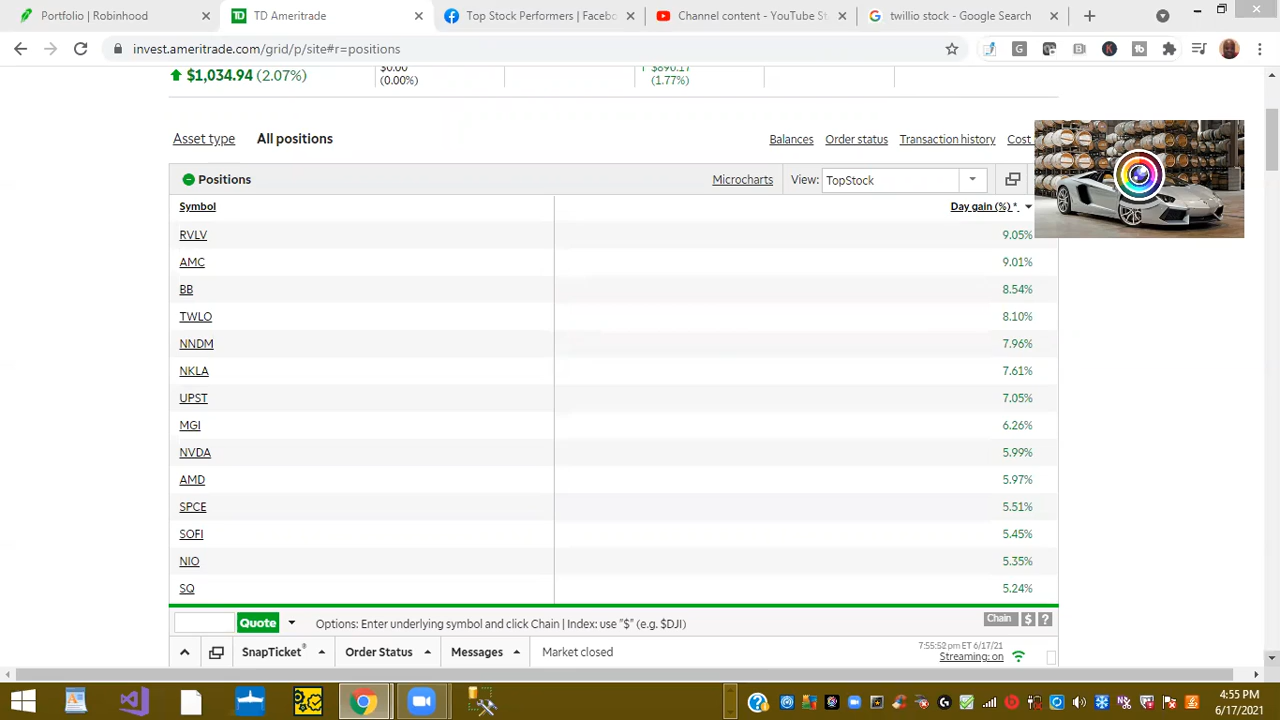 Portfolio | Robinhood
TD Ameritrade
Top Stock Performers | Facebo
Channel content - YouTube St
twillio stock - Google Search
invest.ameritrade.com/grid/p/site#r=positions
$1,034.94 (2.07%)
$0.00
(0.00%)
$890.17
(1.77%)
Asset type
All positions
Balances
Order status
Transaction history
Cost
Positions
Microcharts
View:
TopStock
Symbol
Day gain (%) *
RVLV 9.05%
AMC 9.01%
BB 8.54%
TWLO 8.10%
NNDM 7.96%
NKLA 7.61%
UPST 7.05%
MGI 6.26%
NVDA 5.99%
AMD 5.97%
SPCE 5.51%
SOFI 5.45%
NIO 5.35%
SQ 5.24%
Quote
Options: Enter underlying symbol and click Chain | Index: use "$" (e.g. $DJI)
Chain
$
?
SnapTicket®
Order Status
Messages
Market closed
7:55:52 pm ET 6/17/21
Streaming: on
4:55 PM
6/17/2021